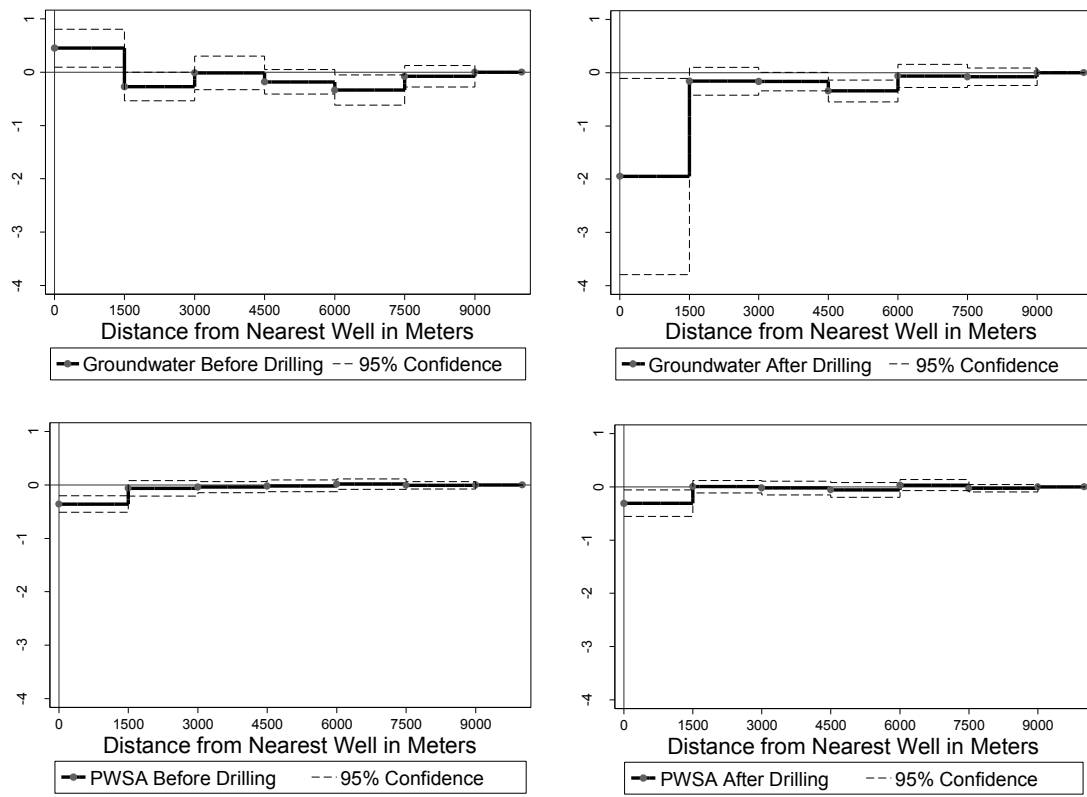 1
0
-1
-2
-3
-4
0 1500 3000 4500 6000 7500 9000
Distance from Nearest Well in Meters
Groundwater Before Drilling 95% Confidence
1
0
-1
-2
-3
-4
0 1500 3000 4500 6000 7500 9000
Distance from Nearest Well in Meters
Groundwater After Drilling 95% Confidence
1
0
-1
-2
-3
-4
0 1500 3000 4500 6000 7500 9000
Distance from Nearest Well in Meters
PWSA Before Drilling 95% Confidence
1
0
-1
-2
-3
-4
0 1500 3000 4500 6000 7500 9000
Distance from Nearest Well in Meters
PWSA After Drilling 95% Confidence